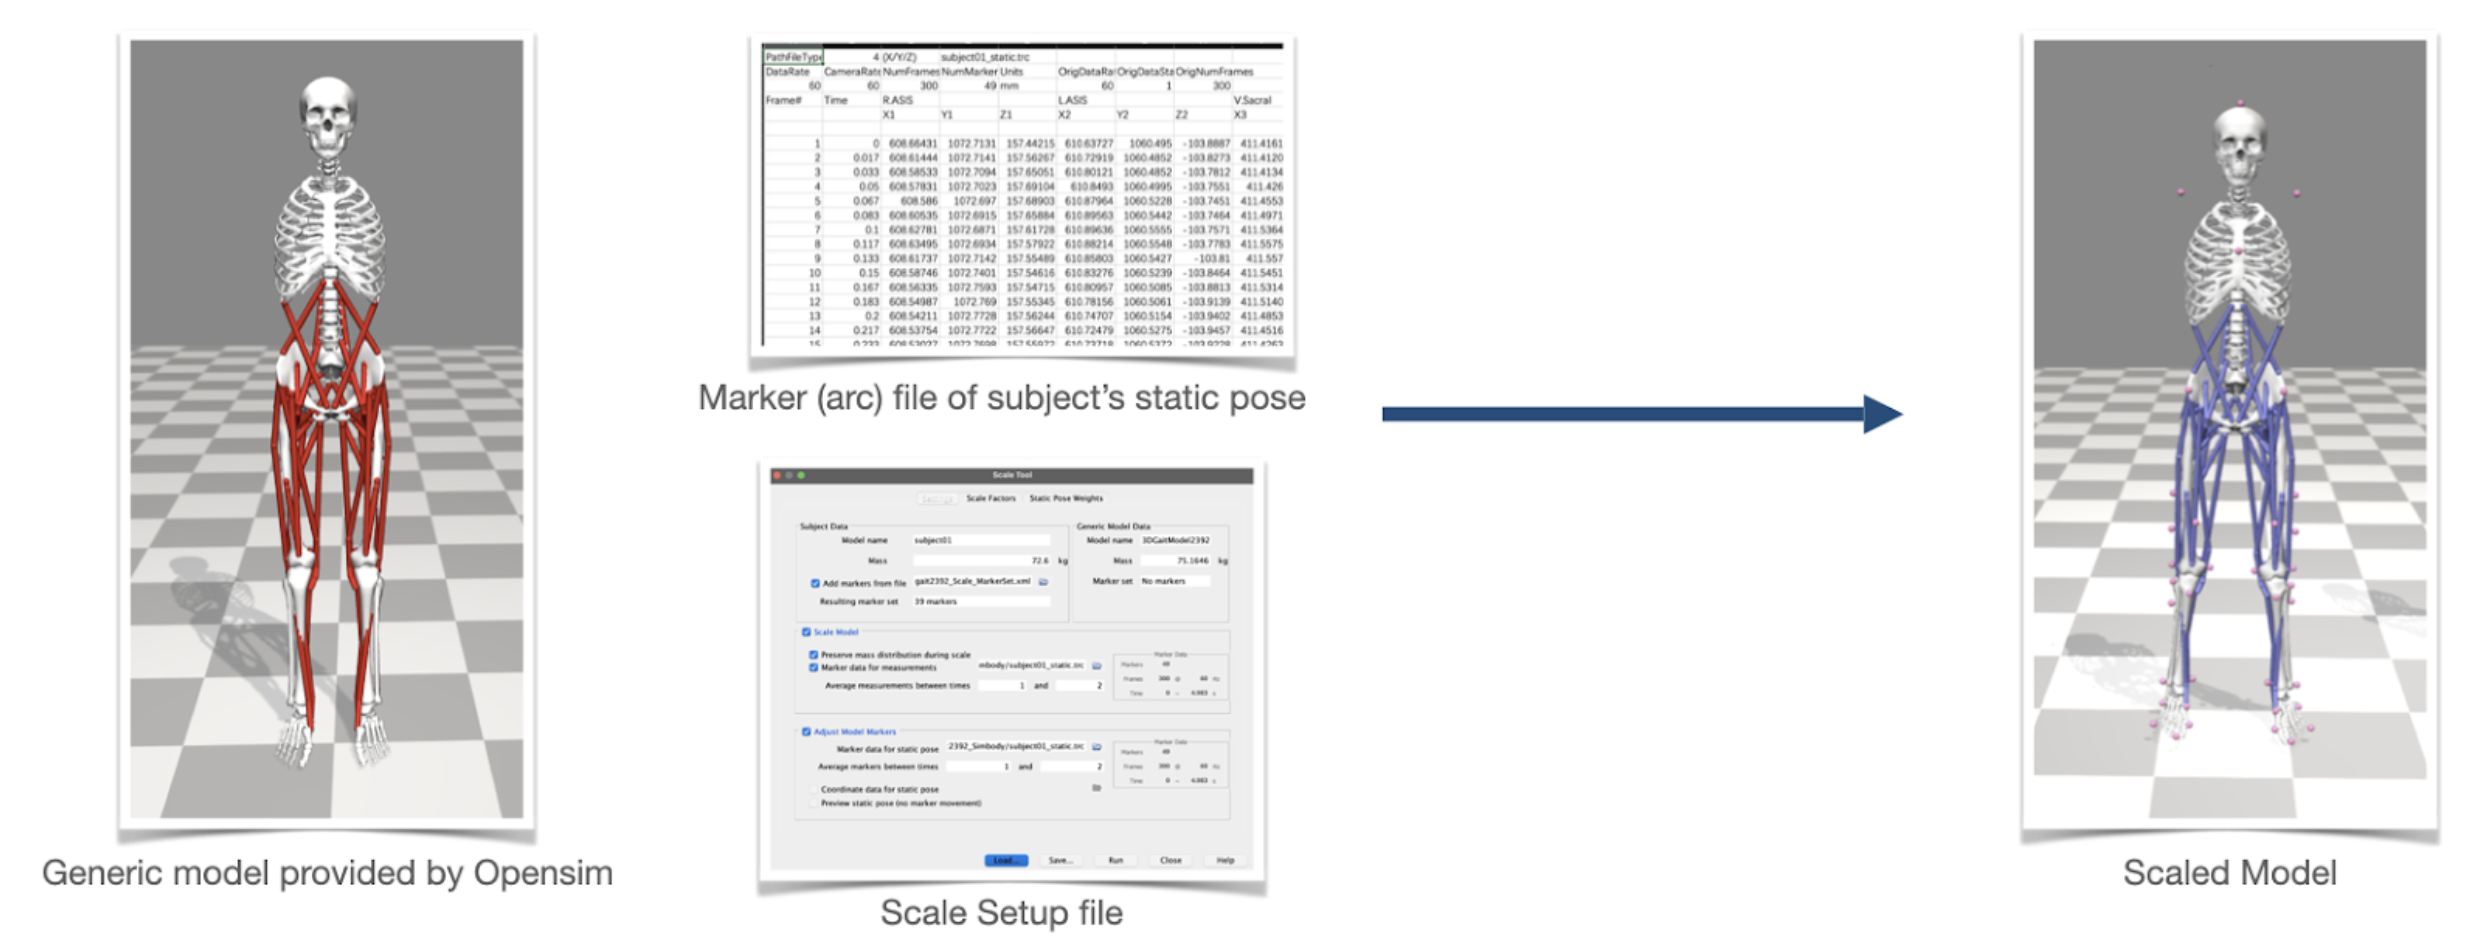 PathFileType 4 (X/Y/Z) subject01_static.trc
DataRate CameraRate NumFrames NumMarker Units OrigDataRa OrigDataSta OrigNumFrames
60 60 300 49 mm 60 1 300
Frame# Time R.ASIS L.ASIS V.Sacral
X1 Y1 Z1 X2 Y2 Z2 X3
1 0 608.66431 1072.7131 157.44215 610.63727 1060.495 -103.8887 411.4161
2 0.017 608.61444 1072.7141 157.56267 610.72919 1060.4852 -103.8273 411.4120
3 0.033 608.58533 1072.7094 157.65051 610.80121 1060.4852 -103.7812 411.4134
4 0.05 608.57831 1072.7023 157.69104 610.8493 1060.4995 -103.7551 411.426
5 0.067 608.586 1072.697 157.68903 610.87964 1060.5228 -103.7451 411.4553
6 0.083 608.60535 1072.6915 157.65884 610.89563 1060.5442 -103.7464 411.4971
7 0.1 608.62781 1072.6871 157.61728 610.89636 1060.5555 -103.7571 411.5364
8 0.117 608.63495 1072.6934 157.57922 610.88214 1060.5548 -103.7783 411.5575
9 0.133 608.61737 1072.7142 157.55489 610.85803 1060.5427 -103.81 411.557
10 0.15 608.58746 1072.7401 157.54616 610.83276 1060.5239 -103.8464 411.5451
11 0.167 608.56335 1072.7593 157.54715 610.80957 1060.5085 -103.8813 411.5314
12 0.183 608.54987 1072.769 157.55345 610.78156 1060.5061 -103.9139 411.5140
13 0.2 608.54211 1072.7728 157.56244 610.74707 1060.5154 -103.9402 411.4853
14 0.217 608.53754 1072.7722 157.56647 610.72479 1060.5275 -103.9457 411.4516
15 0.233 608.53027 1072.7698 157.55972 610.73718 1060.5372 -103.9228 411.4263
Marker (arc) file of subject's static pose
Scale Tool
Settings Scale Factors Static Pose Weights
Subject Data
Model name subject01
Mass 72.6 kg
Add markers from file gait2392_Scale_MarkerSet.xml
Resulting marker set 39 markers
Generic Model Data
Model name 3DGaitModel2392
Mass 75.1646 kg
Marker set No markers
Scale Model
Preserve mass distribution during scale
Marker data for measurements mbody/subject01_static.trc
Average measurements between times 1 and 2
Marker Data
Markers 49
Frames 300 @ 60 Hz
Time 0 - 4.983 s
Adjust Model Markers
Marker data for static pose 2392_Simbody/subject01_static.trc
Average markers between times 1 and 2
Coordinate data for static pose
Preview static pose (no marker movement)
Marker Data
Markers 49
Frames 300 @ 60 Hz
Time 0 - 4.983 s
Load... Save... Run Close Help
Scale Setup file
Generic model provided by Opensim
Scaled Model